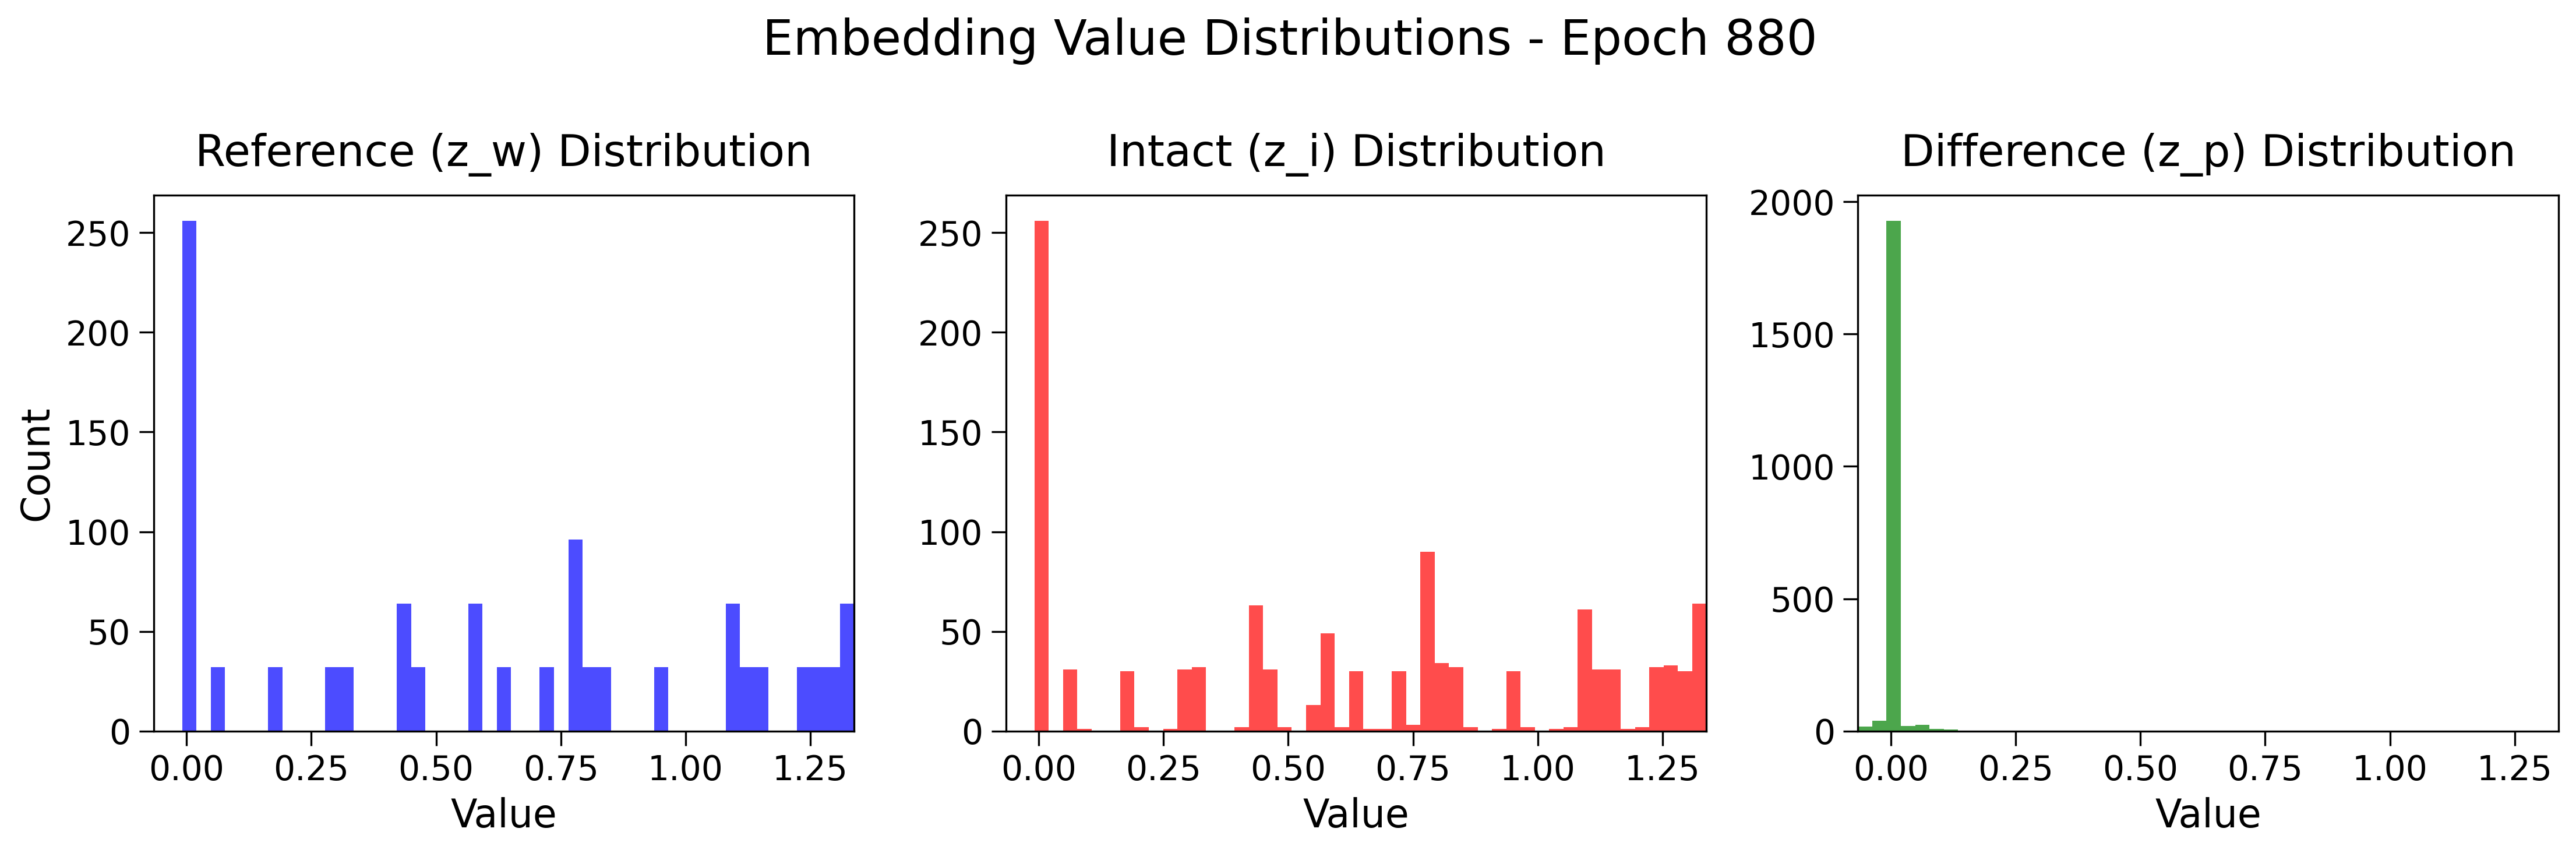 Embedding Value Distributions - Epoch 880
Reference (z_w) Distribution
Count
250
200
150
100
50
0
0.00 0.25 0.50 0.75 1.00 1.25
Value
Intact (z_i) Distribution
250
200
150
100
50
0
0.00 0.25 0.50 0.75 1.00 1.25
Value
Difference (z_p) Distribution
2000
1500
1000
500
0
0.00 0.25 0.50 0.75 1.00 1.25
Value